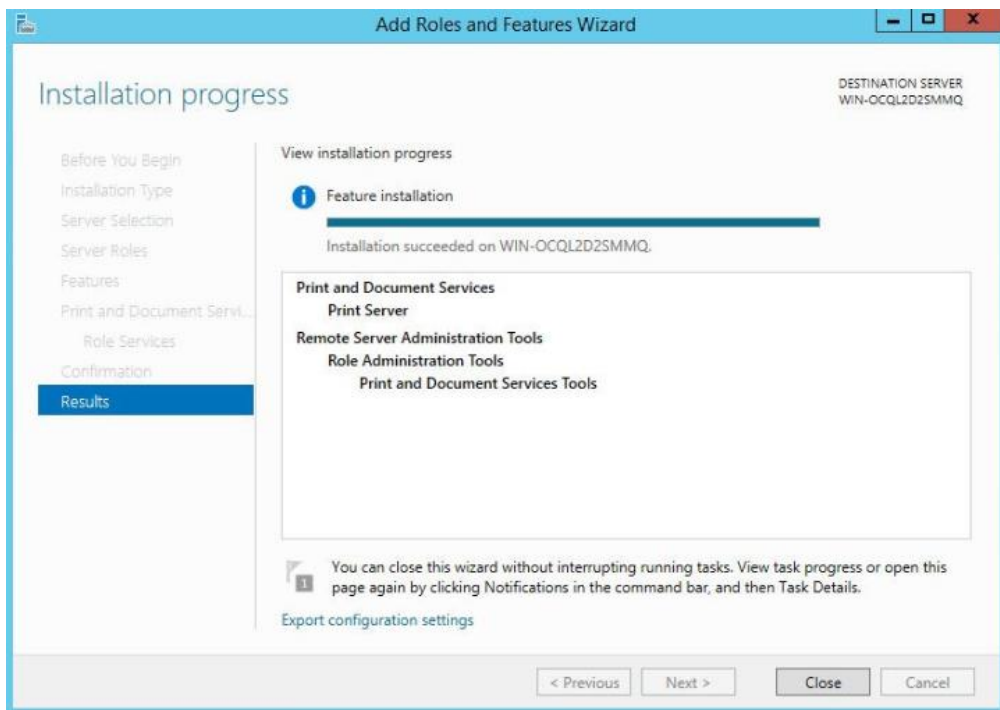 Add Roles and Features Wizard
Installation progress
DESTINATION SERVER
WIN-OCQL2D2SMMQ
Before You Begin
Installation Type
Server Selection
Server Roles
Features
Print and Document Servi...
Role Services
Confirmation
Results
View installation progress
Feature installation
Installation succeeded on WIN-OCQL2D2SMMQ.
Print and Document Services
Print Server
Remote Server Administration Tools
Role Administration Tools
Print and Document Services Tools
1
You can close this wizard without interrupting running tasks. View task progress or open this
page again by clicking Notifications in the command bar, and then Task Details.
Export configuration settings
< Previous
Next >
Close
Cancel